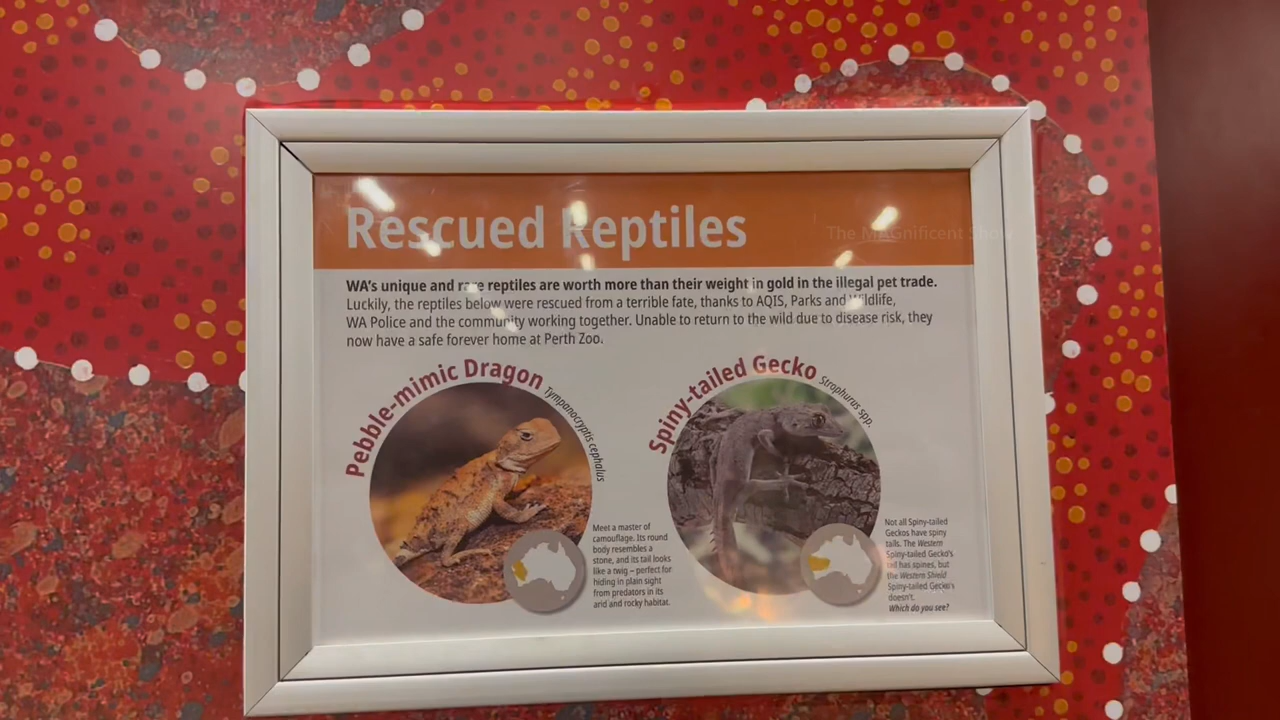 Rescued Reptiles
The MAGnificent Show
WA's unique and rare reptiles are worth more than their weight in gold in the illegal pet trade.
Luckily, the reptiles below were rescued from a terrible fate, thanks to AQIS, Parks and Wildlife,
WA Police and the community working together. Unable to return to the wild due to disease risk, they
now have a safe forever home at Perth Zoo.
Pebble-mimic Dragon
Tympanocryptis cephalus
Meet a master of
camouflage. Its round
body resembles a
stone, and its tail looks
like a twig – perfect for
hiding in plain sight
from predators in its
arid and rocky habitat.
Spiny-tailed Gecko
Strophurus spp.
Not all Spiny-tailed
Geckos have spiny
tails. The Western
Spiny-tailed Gecko's
tail has spines, but
the Western Shield
Spiny-tailed Gecko's
doesn't.
Which do you see?